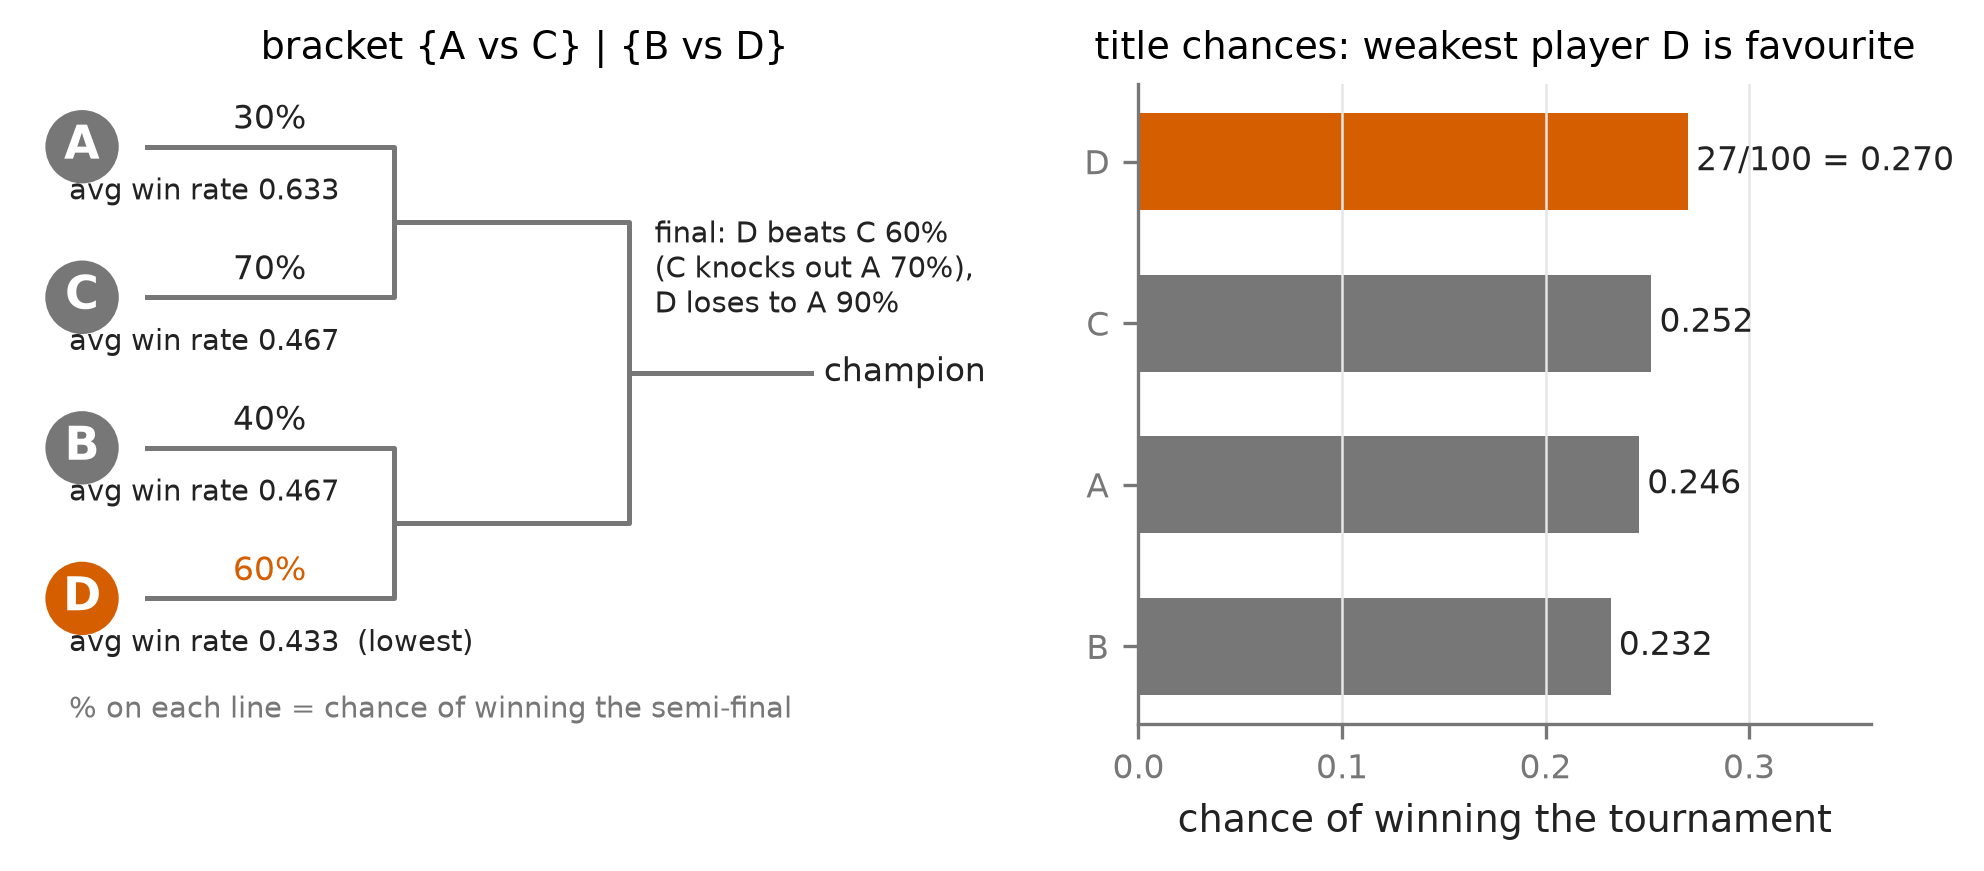 bracket {A vs C} | {B vs D}
A
30%
avg win rate 0.633
C
70%
avg win rate 0.467
B
40%
avg win rate 0.467
D
60%
avg win rate 0.433  (lowest)
final: D beats C 60%
(C knocks out A 70%),
D loses to A 90%
champion
% on each line = chance of winning the semi-final
title chances: weakest player D is favourite
D
27/100 = 0.270
C
0.252
A
0.246
B
0.232
0.0 0.1 0.2 0.3
chance of winning the tournament